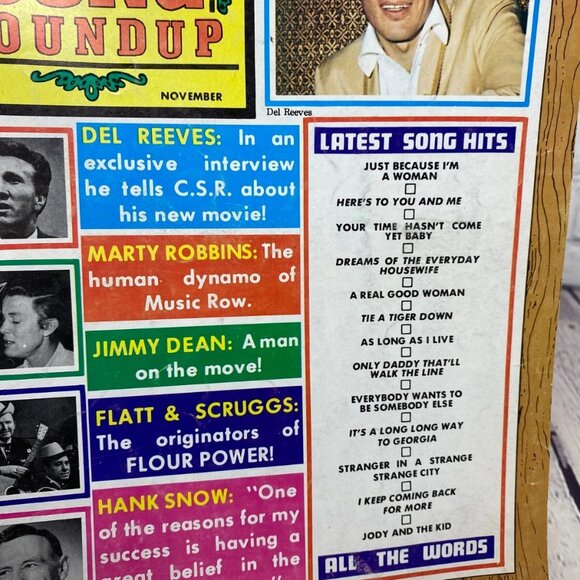 ROUNDUP
NOVEMBER
Del Reeves
DEL REEVES: In an
exclusive interview
he tells C.S.R. about
his new movie!
MARTY ROBBINS: The
human dynamo of
Music Row.
JIMMY DEAN: A man
on the move!
FLATT & SCRUGGS:
The originators of
FLOUR POWER!
HANK SNOW: "One
of the reasons for my
success is having a
great belief in the
LATEST SONG HITS
JUST BECAUSE I'M
A WOMAN
HERE'S TO YOU AND ME
YOUR TIME HASN'T COME
YET BABY
DREAMS OF THE EVERYDAY
HOUSEWIFE
A REAL GOOD WOMAN
TIE A TIGER DOWN
AS LONG AS I LIVE
ONLY DADDY THAT'LL
WALK THE LINE
EVERYBODY WANTS TO
BE SOMEBODY ELSE
IT'S A LONG LONG WAY
TO GEORGIA
STRANGER IN A STRANGE
STRANGE CITY
I KEEP COMING BACK
FOR MORE
JODY AND THE KID
ALL THE WORDS